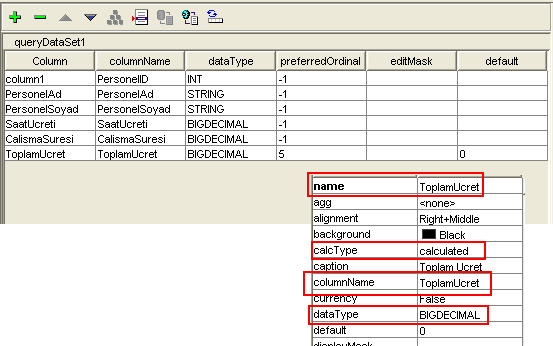 queryDataSet1
Column columnName dataType preferredOrdinal editMask default
column1 PersonelID INT -1
PersonelAd PersonelAd STRING -1
PersonelSoyad PersonelSoyad STRING -1
SaatUcreti SaatUcreti BIGDECIMAL -1
CalismaSuresi CalismaSuresi BIGDECIMAL -1
ToplamUcret ToplamUcret BIGDECIMAL 5 0
name ToplamUcret
agg <none>
alignment Right+Middle
background Black
calcType calculated
caption Toplam Ucret
columnName ToplamUcret
currency False
dataType BIGDECIMAL
default 0
displayMask